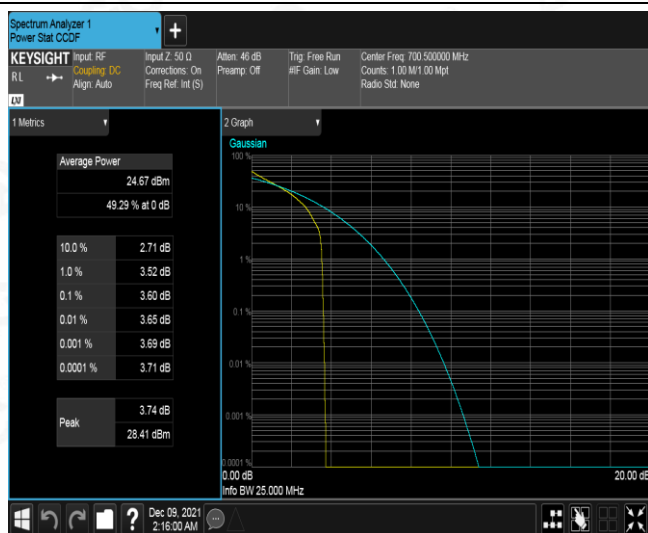 Spectrum Analyzer 1
Power Stat CCDF
+
KEYSIGHT
RL
LXI
Input: RF
Coupling: DC
Align: Auto
Input Z: 50 Ω
Corrections: On
Freq Ref: Int (S)
Atten: 46 dB
Preamp: Off
Trig: Free Run
#IF Gain: Low
Center Freq: 700.500000 MHz
Counts: 1.00 M/1.00 Mpt
Radio Std: None
1 Metrics
Average Power
24.67 dBm
49.29 % at 0 dB
10.0 % 2.71 dB
1.0 % 3.52 dB
0.1 % 3.60 dB
0.01 % 3.65 dB
0.001 % 3.69 dB
0.0001 % 3.71 dB
Peak
3.74 dB
28.41 dBm
2 Graph
Gaussian
100 %
10 %
1 %
0.1 %
0.01 %
0.001 %
0.0001 %
0.00 dB 20.00 dB
Info BW 25.000 MHz
?
Dec 09, 2021
2:16:00 AM